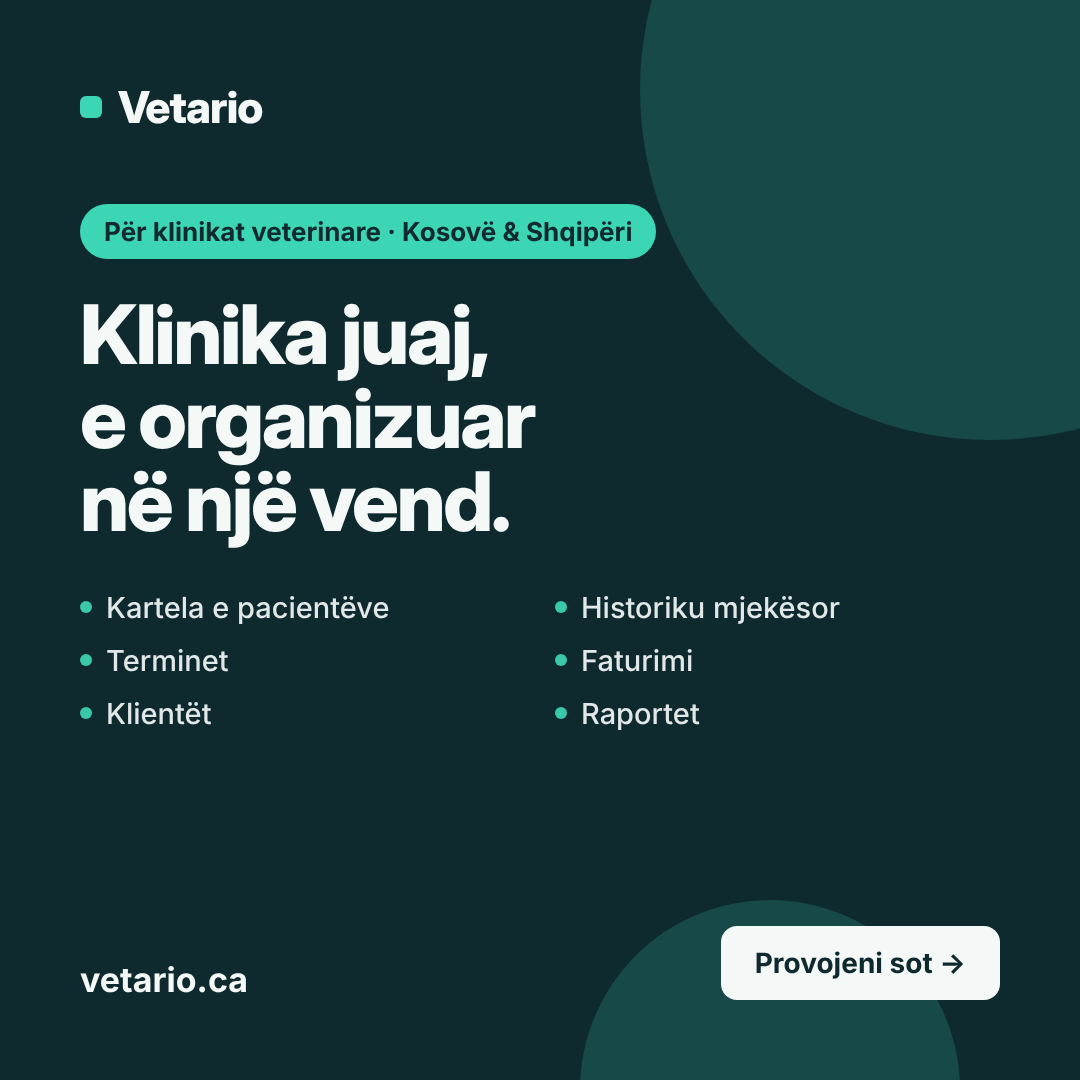 Vetario
Për klinikat veterinare · Kosovë & Shqipëri
Klinika juaj,
e organizuar
në një vend.
Kartela e pacientëve
Historiku mjekësor
Terminet
Faturimi
Klientët
Raportet
vetario.ca
Provojeni sot →